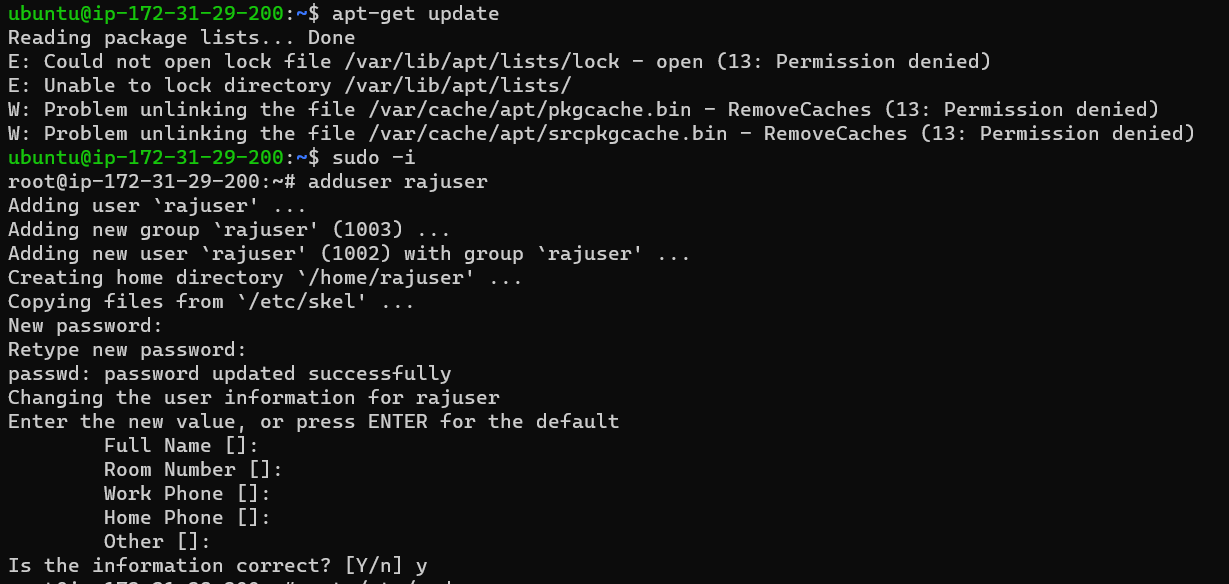 ubuntu@ip-172-31-29-200:~$ apt-get update
Reading package lists... Done
E: Could not open lock file /var/lib/apt/lists/lock - open (13: Permission denied)
E: Unable to lock directory /var/lib/apt/lists/
W: Problem unlinking the file /var/cache/apt/pkgcache.bin - RemoveCaches (13: Permission denied)
W: Problem unlinking the file /var/cache/apt/srcpkgcache.bin - RemoveCaches (13: Permission denied)
ubuntu@ip-172-31-29-200:~$ sudo -i
root@ip-172-31-29-200:~# adduser rajuser
Adding user `rajuser' ...
Adding new group `rajuser' (1003) ...
Adding new user `rajuser' (1002) with group `rajuser' ...
Creating home directory `/home/rajuser' ...
Copying files from `/etc/skel' ...
New password:
Retype new password:
passwd: password updated successfully
Changing the user information for rajuser
Enter the new value, or press ENTER for the default
Full Name []:
Room Number []:
Work Phone []:
Home Phone []:
Other []:
Is the information correct? [Y/n] y